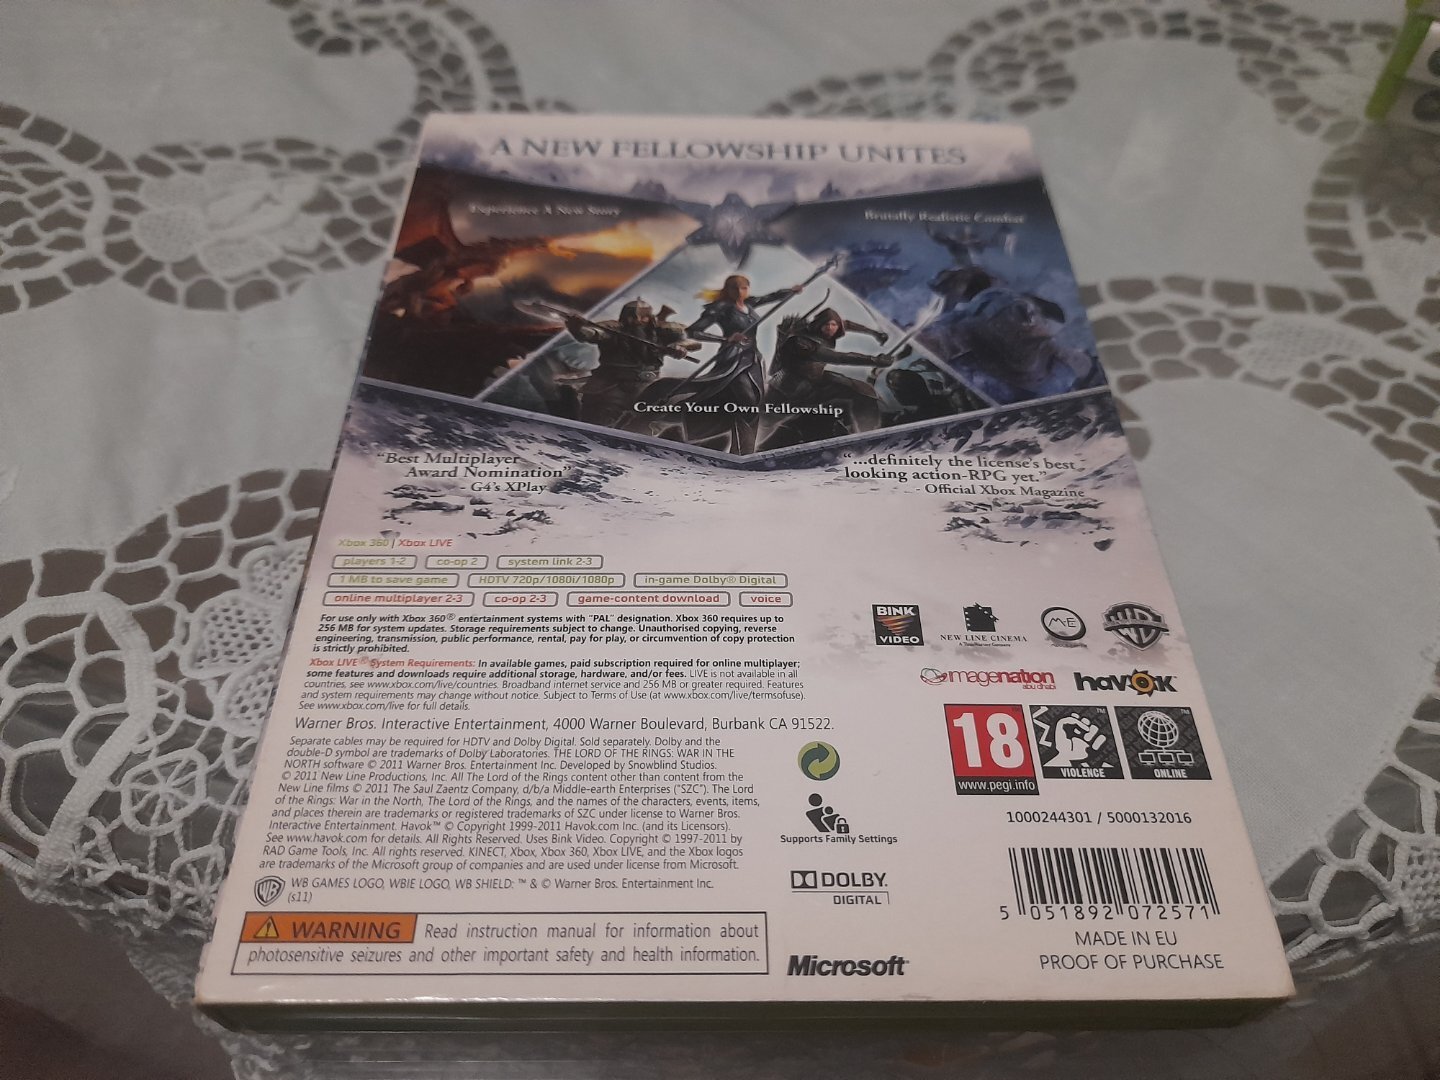 A NEW FELLOWSHIP UNITES
Experience A New Story
Brutally Realistic Combat
Create Your Own Fellowship
"Best Multiplayer
Award Nomination"
- G4's XPlay
"...definitely the license's best
looking action-RPG yet."
- Official Xbox Magazine
Xbox 360 | Xbox LIVE
players 1-2
co-op 2
system link 2-3
1 MB to save game
HDTV 720p/1080i/1080p
in-game Dolby® Digital
online multiplayer 2-3
co-op 2-3
game-content download
voice
For use only with Xbox 360® entertainment systems with "PAL" designation. Xbox 360 requires up to
256 MB for system updates. Storage requirements subject to change. Unauthorised copying, reverse
engineering, transmission, public performance, rental, pay for play, or circumvention of copy protection
is strictly prohibited.
Xbox LIVE® System Requirements: In available games, paid subscription required for online multiplayer;
some features and downloads require additional storage, hardware, and/or fees. LIVE is not available in all
countries, see www.xbox.com/live/countries. Broadband internet service and 256 MB or greater required. Features
and system requirements may change without notice. Subject to Terms of Use (at www.xbox.com/live/termsofuse).
See www.xbox.com/live for full details.
Warner Bros. Interactive Entertainment, 4000 Warner Boulevard, Burbank CA 91522.
Separate cables may be required for HDTV and Dolby Digital. Sold separately. Dolby and the
double-D symbol are trademarks of Dolby Laboratories. THE LORD OF THE RINGS: WAR IN THE
NORTH software © 2011 Warner Bros. Entertainment Inc. Developed by Snowblind Studios.
© 2011 New Line Productions, Inc. All The Lord of the Rings content other than content from the
New Line films © 2011 The Saul Zaentz Company, d/b/a Middle-earth Enterprises ("SZC"). The Lord
of the Rings: War in the North, The Lord of the Rings, and the names of the characters, events, items,
and places therein are trademarks or registered trademarks of SZC under license to Warner Bros.
Interactive Entertainment. Havok™ © Copyright 1999-2011 Havok.com Inc. (and its Licensors).
See www.havok.com for details. All Rights Reserved. Uses Bink Video. Copyright © 1997-2011 by
RAD Game Tools, Inc. All rights reserved. KINECT, Xbox, Xbox 360, Xbox LIVE, and the Xbox logos
are trademarks of the Microsoft group of companies and are used under license from Microsoft.
WB GAMES LOGO, WBIE LOGO, WB SHIELD: ™ & © Warner Bros. Entertainment Inc.
(s11)
WARNING Read instruction manual for information about
photosensitive seizures and other important safety and health information.
BINK
VIDEO
NEW LINE CINEMA
ME
WB
imagenation
abu dhabi
havok
18
www.pegi.info
VIOLENCE
ONLINE
Supports Family Settings
1000244301 / 5000132016
DOLBY
DIGITAL
5 051892 072571
MADE IN EU
PROOF OF PURCHASE
Microsoft